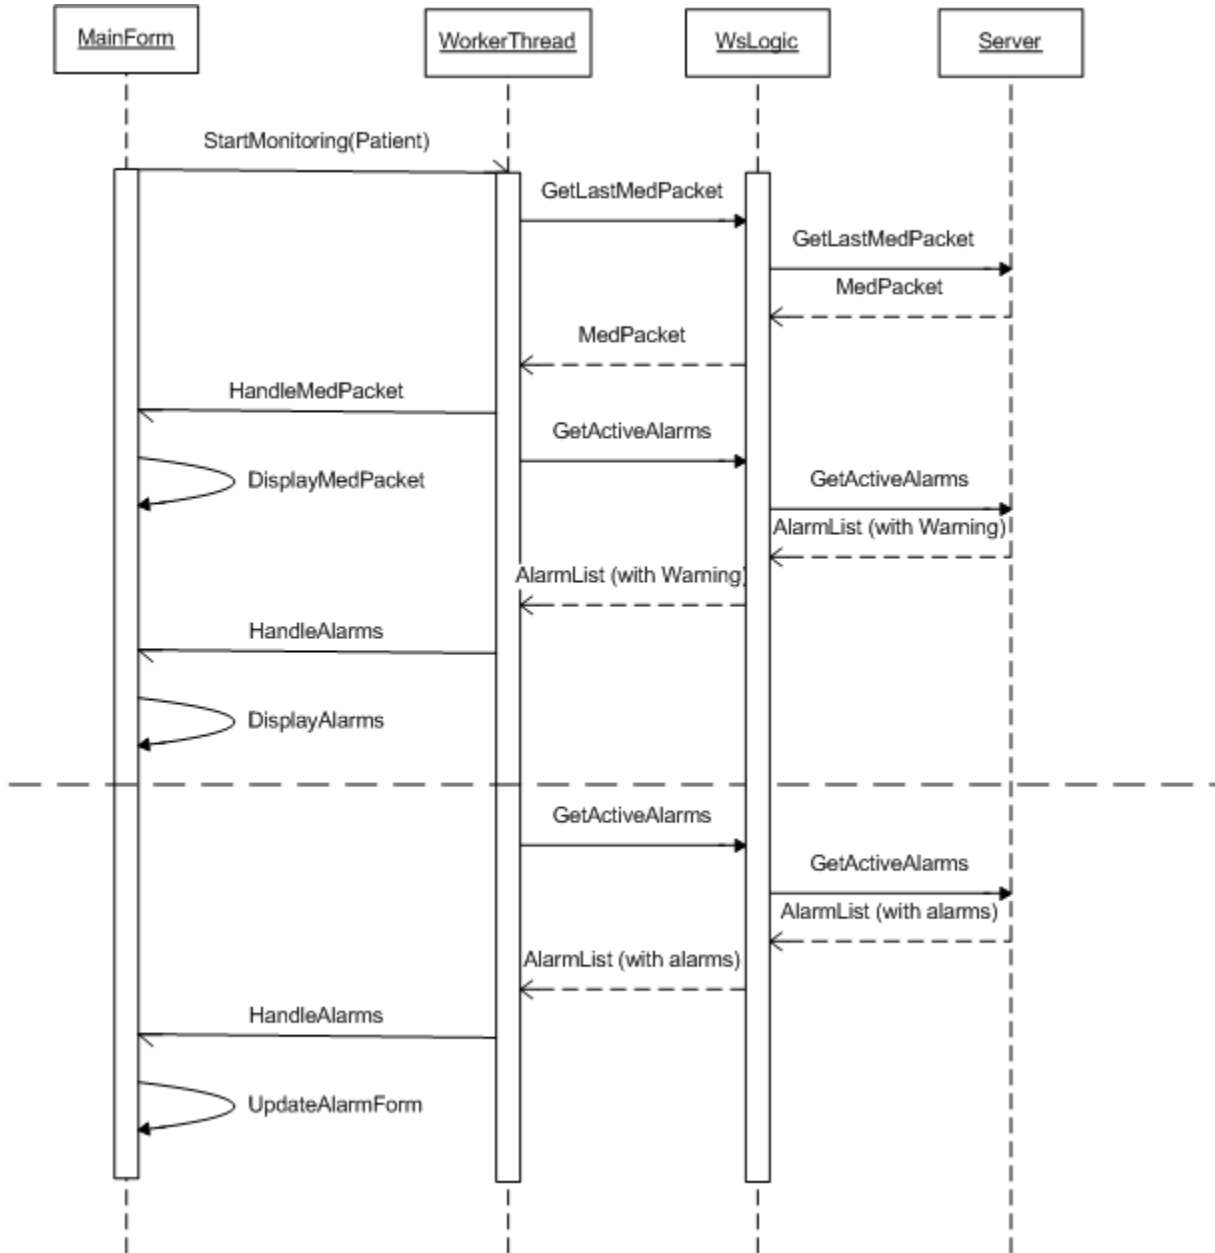 MainForm
WorkerThread
WsLogic
Server
StartMonitoring(Patient)
GetLastMedPacket
GetLastMedPacket
MedPacket
MedPacket
HandleMedPacket
GetActiveAlarms
DisplayMedPacket
GetActiveAlarms
AlarmList (with Warning)
AlarmList (with Warning)
HandleAlarms
DisplayAlarms
GetActiveAlarms
GetActiveAlarms
AlarmList (with alarms)
AlarmList (with alarms)
HandleAlarms
UpdateAlarmForm